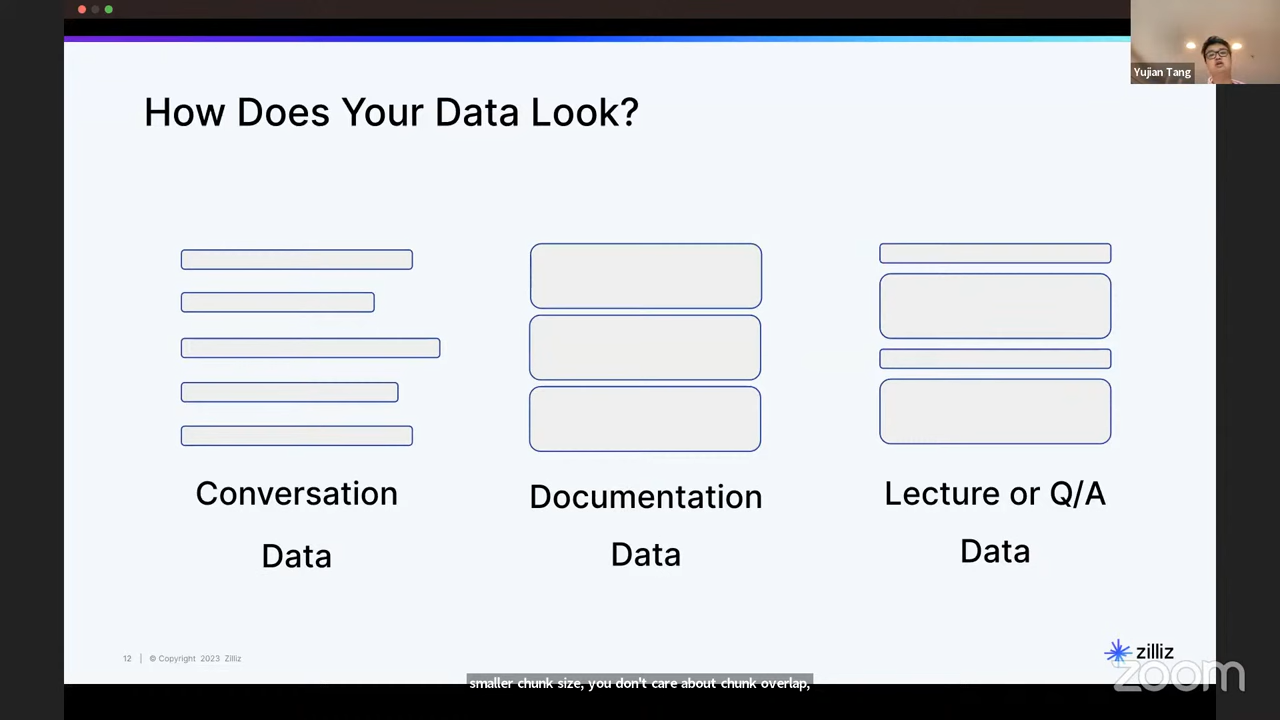 Yujian Tang
How Does Your Data Look?
Conversation
Data
Documentation
Data
Lecture or Q/A
Data
12 | © Copyright 2023 Zilliz
zilliz
zoom
smaller chunk size, you don't care about chunk overlap,